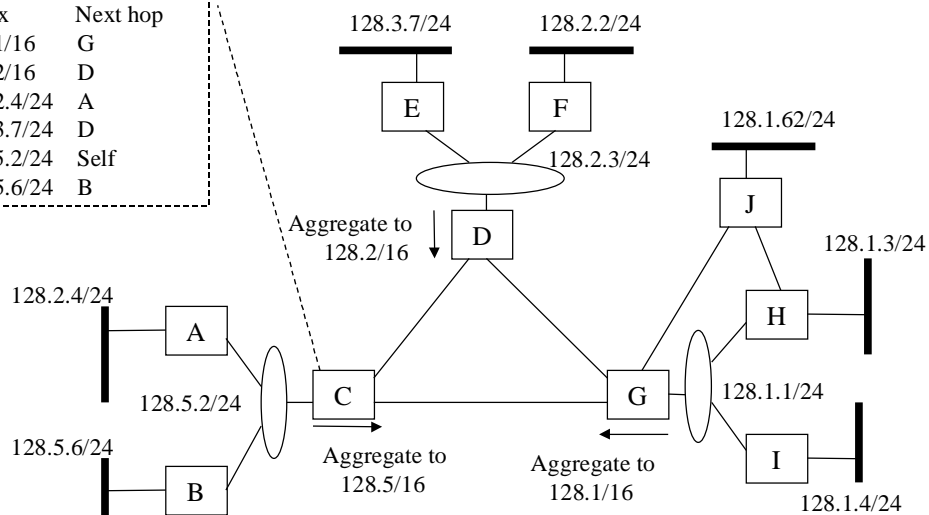 x Next hop
1/16 G
2/16 D
2.4/24 A
3.7/24 D
5.2/24 Self
5.6/24 B
128.3.7/24
128.2.2/24
E
F
128.2.3/24
128.1.62/24
J
Aggregate to
128.2/16
D
128.1.3/24
H
128.2.4/24
A
128.5.2/24
C
G
128.1.1/24
128.5.6/24
B
Aggregate to
128.5/16
Aggregate to
128.1/16
I
128.1.4/24